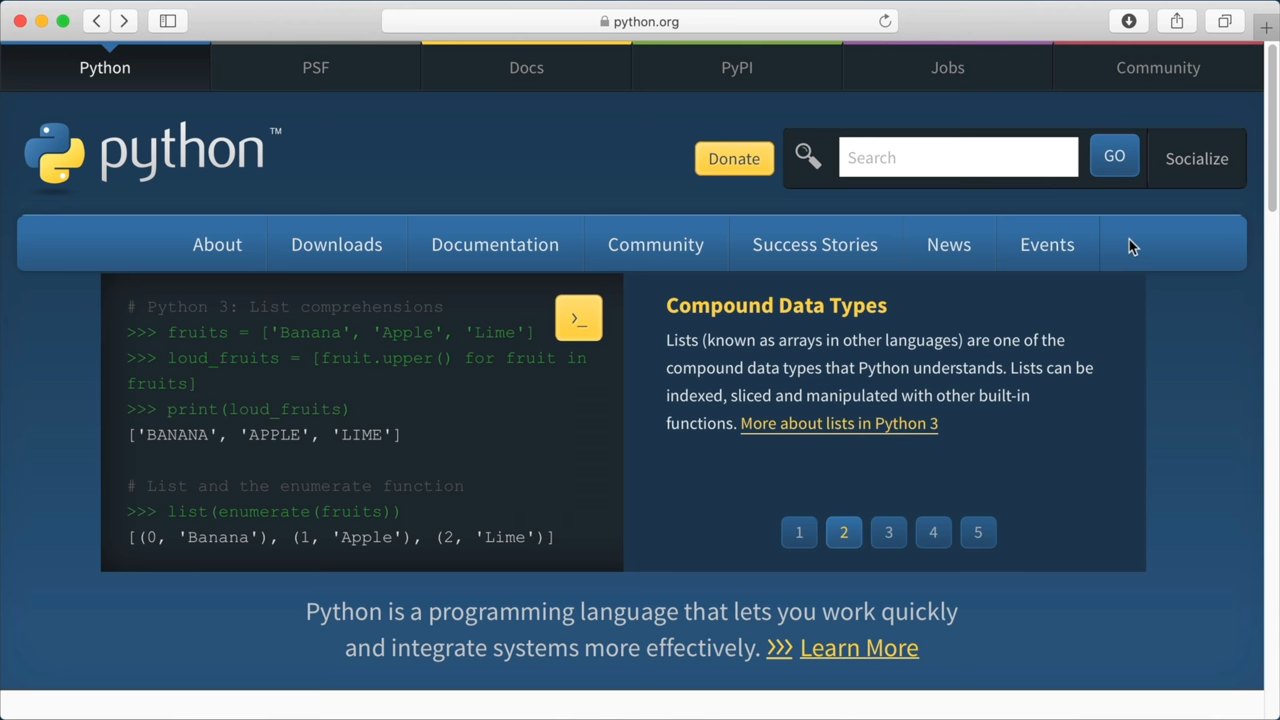 python.org
Python
PSF
Docs
PyPI
Jobs
Community
python™
Donate
Search
GO
Socialize
About
Downloads
Documentation
Community
Success Stories
News
Events
# Python 3: List comprehensions
>>> fruits = ['Banana', 'Apple', 'Lime']
>>> loud_fruits = [fruit.upper() for fruit in
fruits]
>>> print(loud_fruits)
['BANANA', 'APPLE', 'LIME']
# List and the enumerate function
>>> list(enumerate(fruits))
[(0, 'Banana'), (1, 'Apple'), (2, 'Lime')]
>_
Compound Data Types
Lists (known as arrays in other languages) are one of the
compound data types that Python understands. Lists can be
indexed, sliced and manipulated with other built-in
functions. More about lists in Python 3
1 2 3 4 5
Python is a programming language that lets you work quickly
and integrate systems more effectively. >>> Learn More